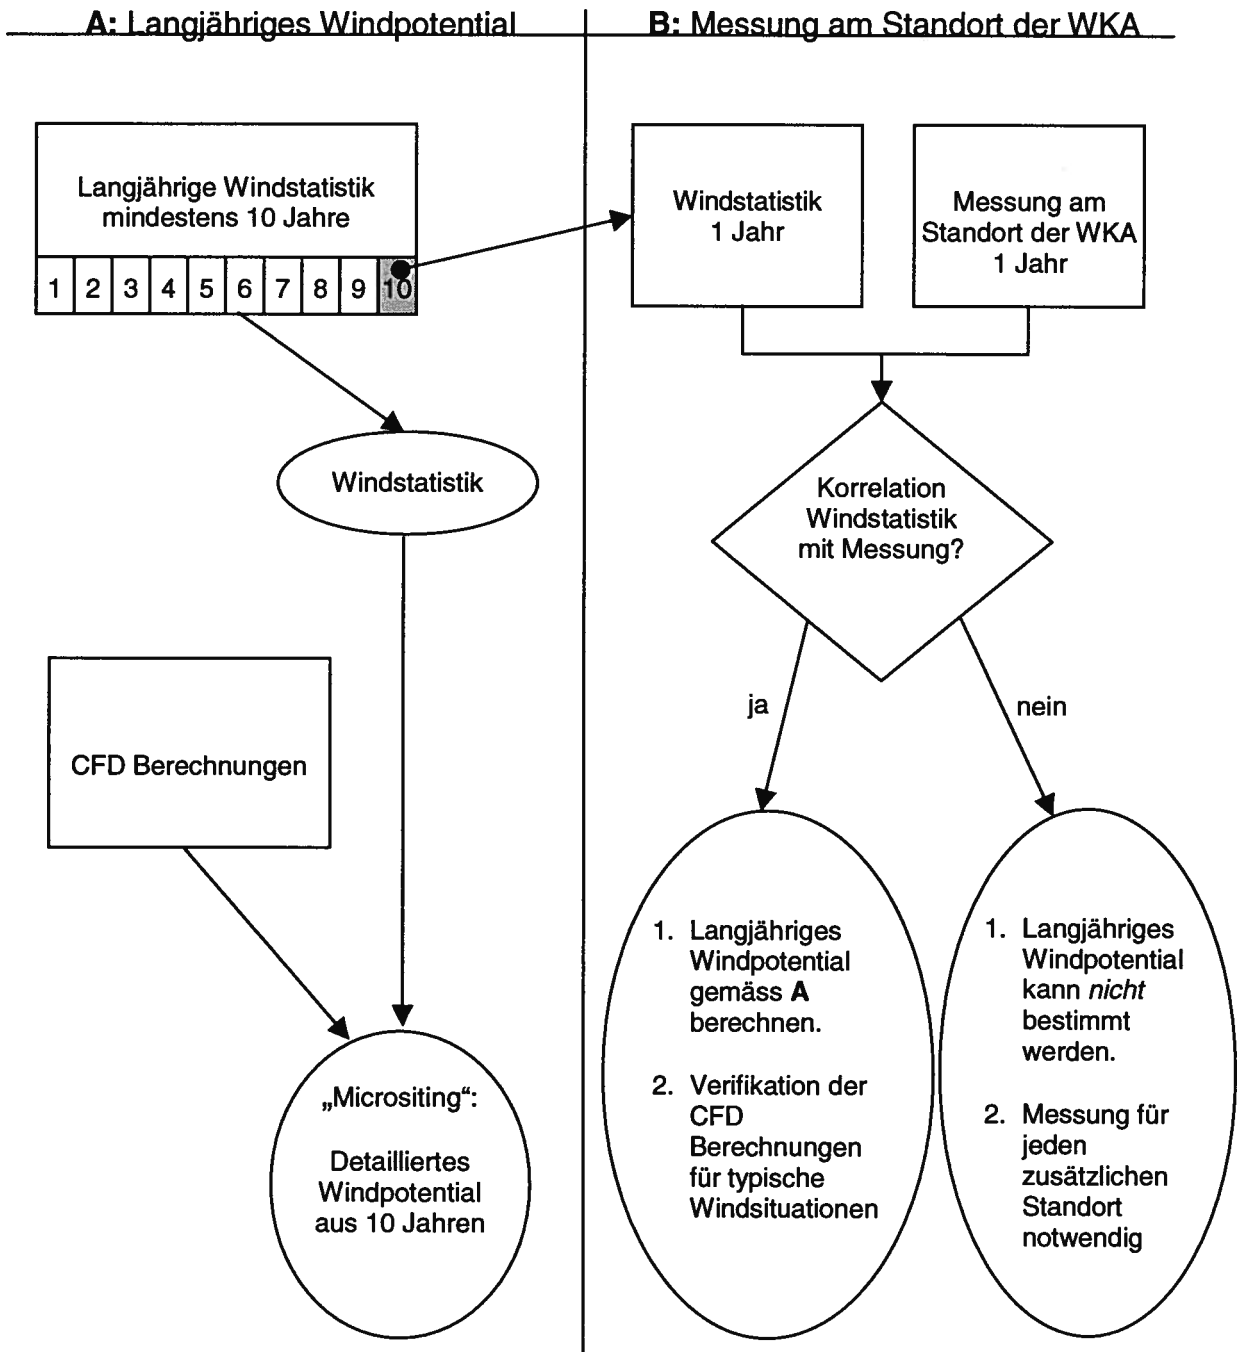 A: Langjähriges Windpotential
Langjährige Windstatistik
mindestens 10 Jahre
1 2 3 4 5 6 7 8 9 10
Windstatistik
CFD Berechnungen
„Micrositing“:
Detailliertes
Windpotential
aus 10 Jahren
B: Messung am Standort der WKA
Windstatistik
1 Jahr
Messung am
Standort der WKA
1 Jahr
Korrelation
Windstatistik
mit Messung?
ja
nein
1. Langjähriges
Windpotential
gemäss A
berechnen.
2. Verifikation der
CFD
Berechnungen
für typische
Windsituationen
1. Langjähriges
Windpotential
kann nicht
bestimmt
werden.
2. Messung für
jeden
zusätzlichen
Standort
notwendig